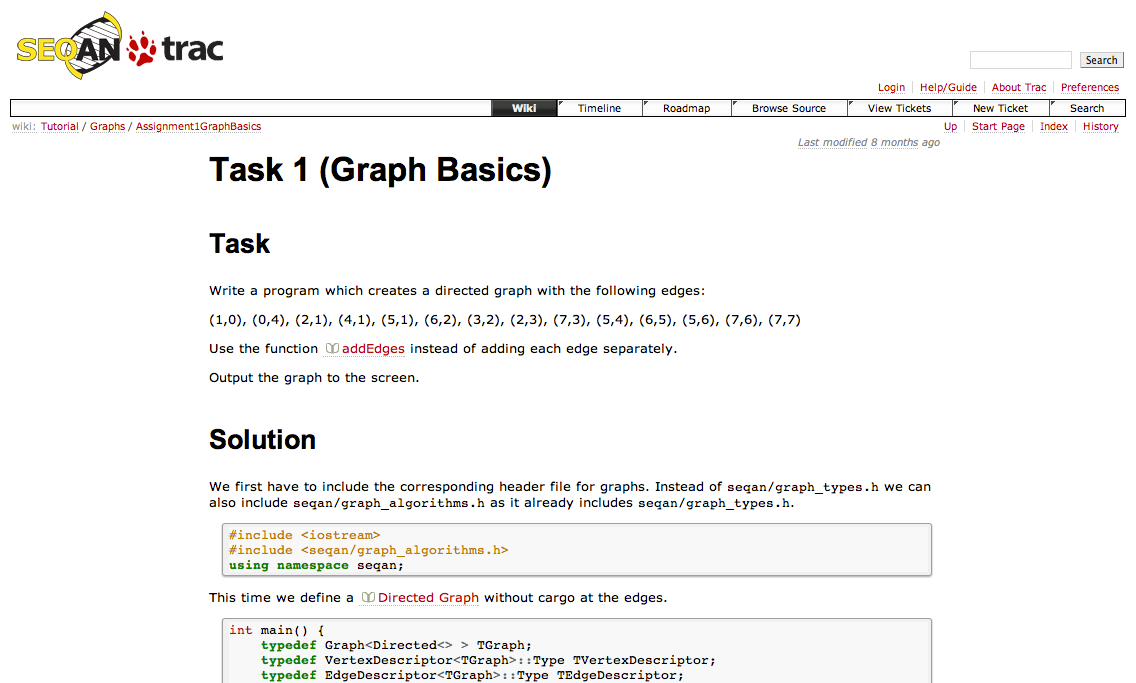 SEQAN trac
Search
Login Help/Guide About Trac Preferences
Wiki Timeline Roadmap Browse Source View Tickets New Ticket Search
wiki: Tutorial / Graphs / Assignment1GraphBasics
Up Start Page Index History
Last modified 8 months ago
Task 1 (Graph Basics)
Task
Write a program which creates a directed graph with the following edges:
(1,0), (0,4), (2,1), (4,1), (5,1), (6,2), (3,2), (2,3), (7,3), (5,4), (6,5), (5,6), (7,6), (7,7)
Use the function addEdges instead of adding each edge separately.
Output the graph to the screen.
Solution
We first have to include the corresponding header file for graphs. Instead of seqan/graph_types.h we can
also include seqan/graph_algorithms.h as it already includes seqan/graph_types.h.
#include <iostream>
#include <seqan/graph_algorithms.h>
using namespace seqan;
This time we define a Directed Graph without cargo at the edges.
int main() {
    typedef Graph<Directed<> > TGraph;
    typedef VertexDescriptor<TGraph>::Type TVertexDescriptor;
    typedef EdgeDescriptor<TGraph>::Type TEdgeDescriptor;